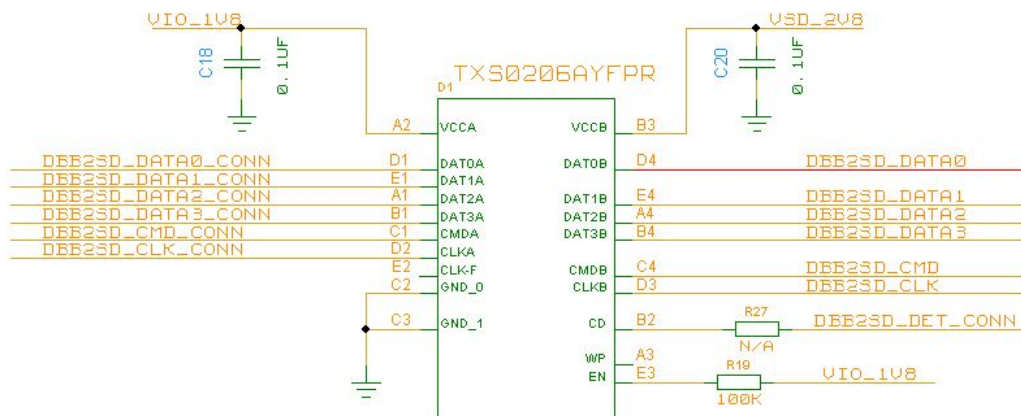 VIO_1V8
VSD_2V8
C18
0.1UF
C20
0.1UF
TXS0206AYFPR
D1
A2 VCCA VCCB B3
DBB2SD_DATA0_CONN D1 DAT0A DAT0B D4 DBB2SD_DATA0
DBB2SD_DATA1_CONN E1 DAT1A
DBB2SD_DATA2_CONN A1 DAT2A DAT1B E4 DBB2SD_DATA1
DBB2SD_DATA3_CONN B1 DAT3A DAT2B A4 DBB2SD_DATA2
DBB2SD_CMD_CONN C1 CMDA DAT3B B4 DBB2SD_DATA3
DBB2SD_CLK_CONN D2 CLKA
E2 CLK-F CMDB C4 DBB2SD_CMD
C2 GND_0 CLKB D3 DBB2SD_CLK
C3 GND_1 CD B2 R27 DBB2SD_DET_CONN
N/A
WP A3
EN E3 R19 VIO_1V8
100K